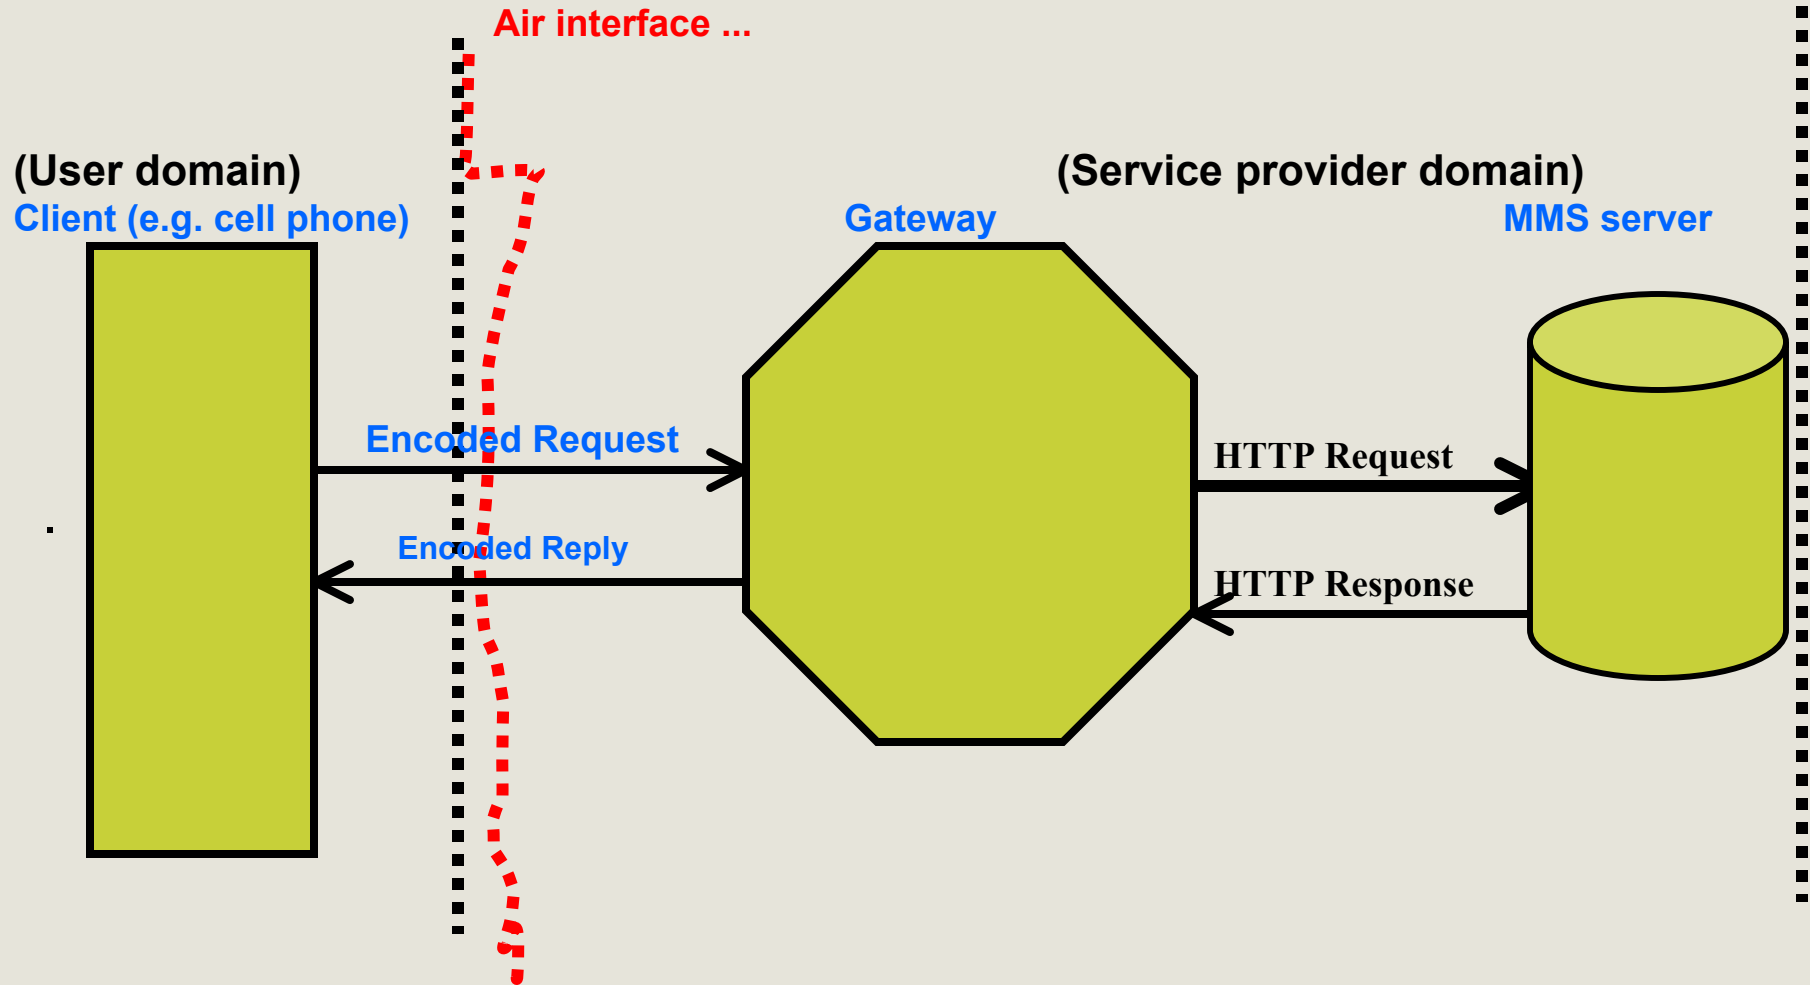 Air interface ...
(User domain)
(Service provider domain)
Client (e.g. cell phone)
Gateway
MMS server
Encoded Request
HTTP Request
Encoded Reply
HTTP Response